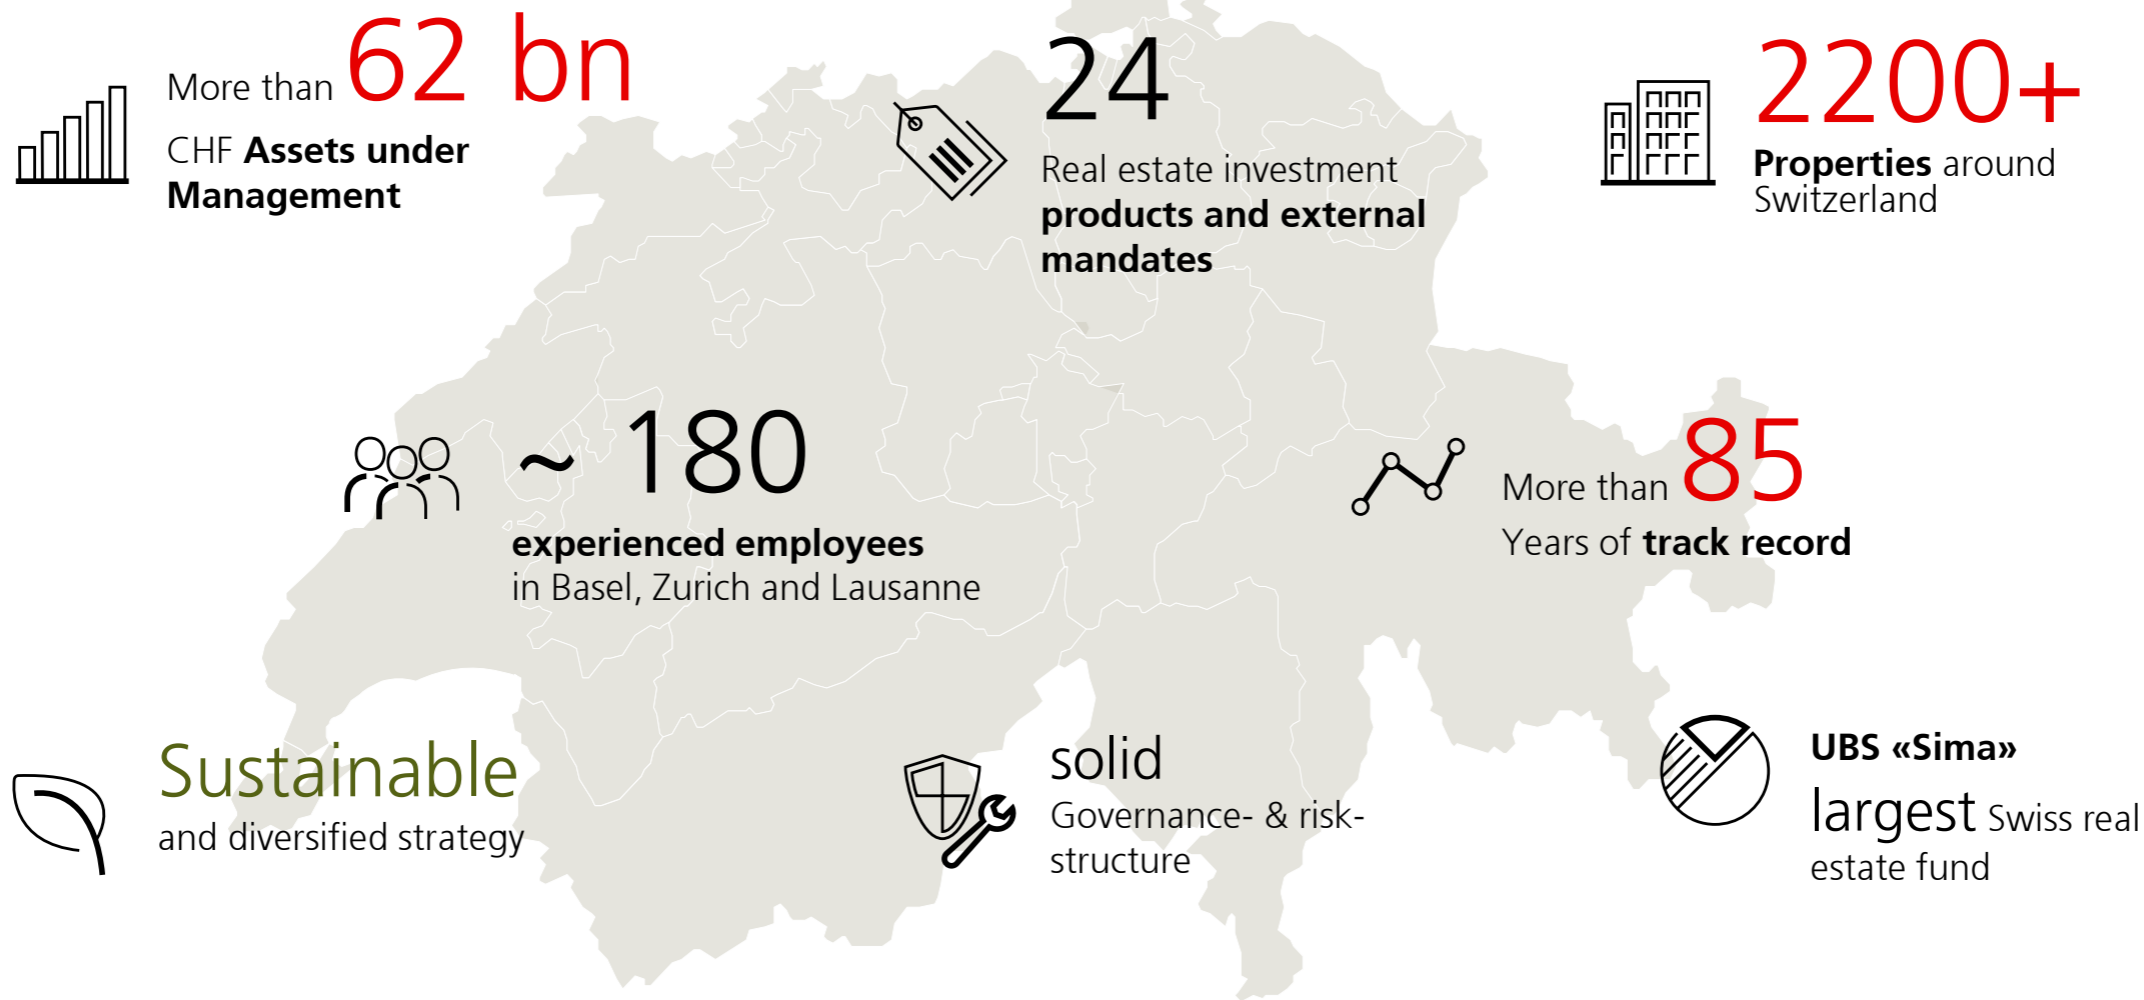 More than 62 bn
CHF Assets under
Management
24
Real estate investment
products and external
mandates
2200+
Properties around
Switzerland
~ 180
experienced employees
in Basel, Zurich and Lausanne
More than 85
Years of track record
Sustainable
and diversified strategy
solid
Governance- & risk-
structure
UBS «Sima»
largest Swiss real
estate fund